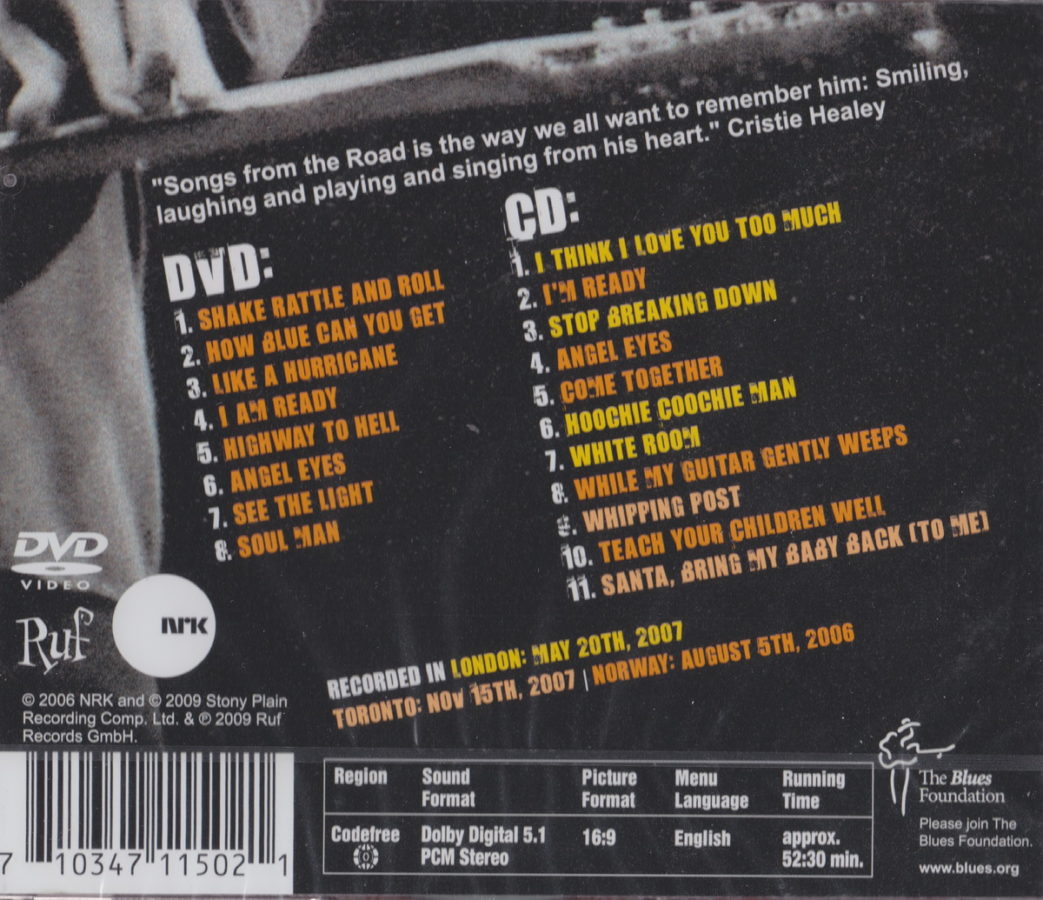 "Songs from the Road is the way we all want to remember him: Smiling,
laughing and playing and singing from his heart." Cristie Healey
DVD:
1. SHAKE RATTLE AND ROLL
2. HOW BLUE CAN YOU GET
3. LIKE A HURRICANE
4. I AM READY
5. HIGHWAY TO HELL
6. ANGEL EYES
7. SEE THE LIGHT
8. SOUL MAN
CD:
1. I THINK I LOVE YOU TOO MUCH
2. I'M READY
3. STOP BREAKING DOWN
4. ANGEL EYES
5. COME TOGETHER
6. HOOCHIE COOCHIE MAN
7. WHITE ROOM
8. WHILE MY GUITAR GENTLY WEEPS
9. WHIPPING POST
10. TEACH YOUR CHILDREN WELL
11. SANTA, BRING MY BABY BACK (TO ME)
RECORDED IN LONDON: MAY 20TH, 2007
TORONTO: NOV 15TH, 2007 | NORWAY: AUGUST 5TH, 2006
DVD
VIDEO
Ruf
NRK
© 2006 NRK and © 2009 Stony Plain
Recording Comp. Ltd. & ℗ 2009 Ruf
Records GmbH.
7 10347 11502 1
Region Sound Format Picture Format Menu Language Running Time
Codefree Dolby Digital 5.1 PCM Stereo 16:9 English approx. 52:30 min.
0
The Blues
Foundation
Please join The
Blues Foundation.
www.blues.org